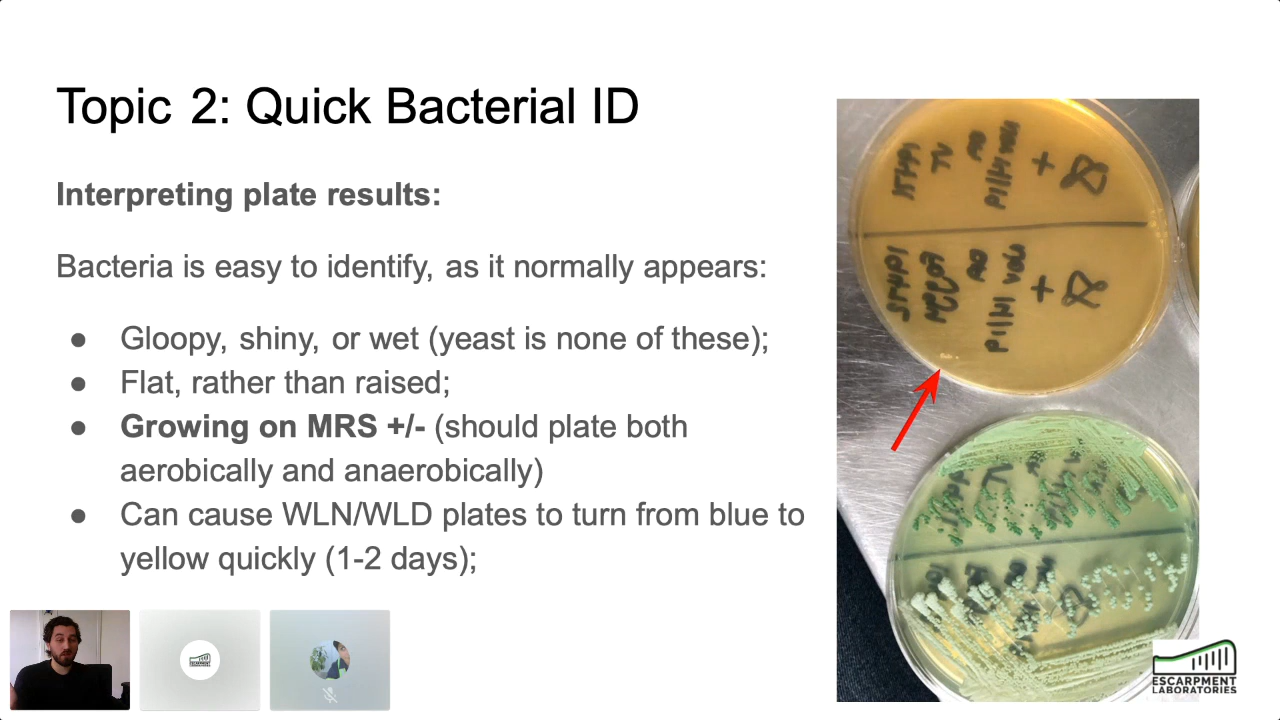 Topic 2: Quick Bacterial ID
Interpreting plate results:
Bacteria is easy to identify, as it normally appears:
● Gloopy, shiny, or wet (yeast is none of these);
● Flat, rather than raised;
● Growing on MRS +/- (should plate both
aerobically and anaerobically)
● Can cause WLN/WLD plates to turn from blue to
yellow quickly (1-2 days);
ESCARPMENT
LABORATORIES